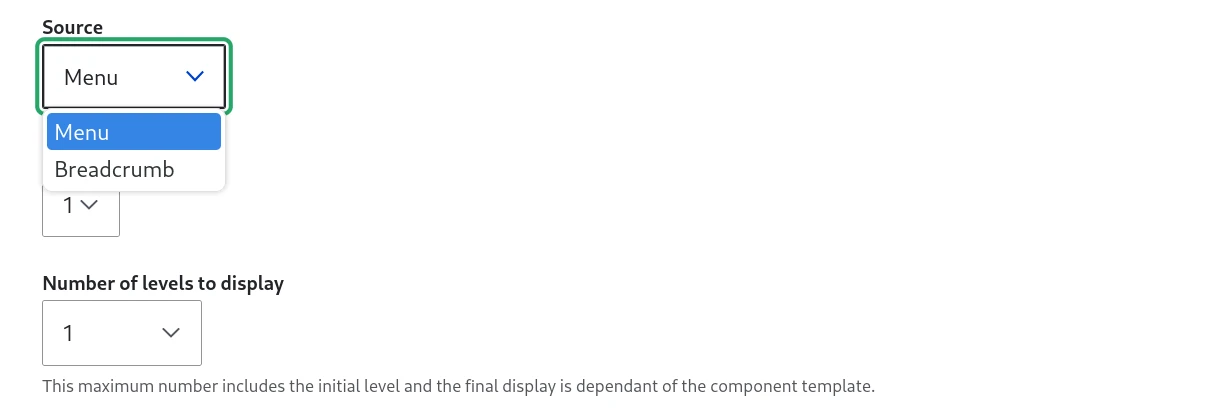 Source
Menu
Menu
Breadcrumb
1
Number of levels to display
1
This maximum number includes the initial level and the final display is dependant of the component template.